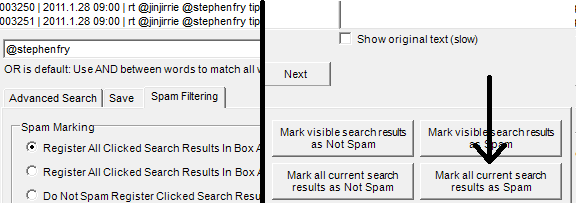 003250 | 2011.1.28 09:00 | rt @jinjirrie @stephenfry tip
003251 | 2011.1.28 09:00 | rt @jinjirrie @stephenfry tip
@stephenfry
OR is default: Use AND between words to match all
Advanced Search
Save
Spam Filtering
Spam Marking
Register All Clicked Search Results In Box
Register All Clicked Search Results In Box
Do Not Spam Register Clicked Search
Show original text (slow)
Next
Mark visible search results
as Not Spam
Mark visible search results
as Spam
Mark all current search
results as Not Spam
Mark all current search
results as Spam